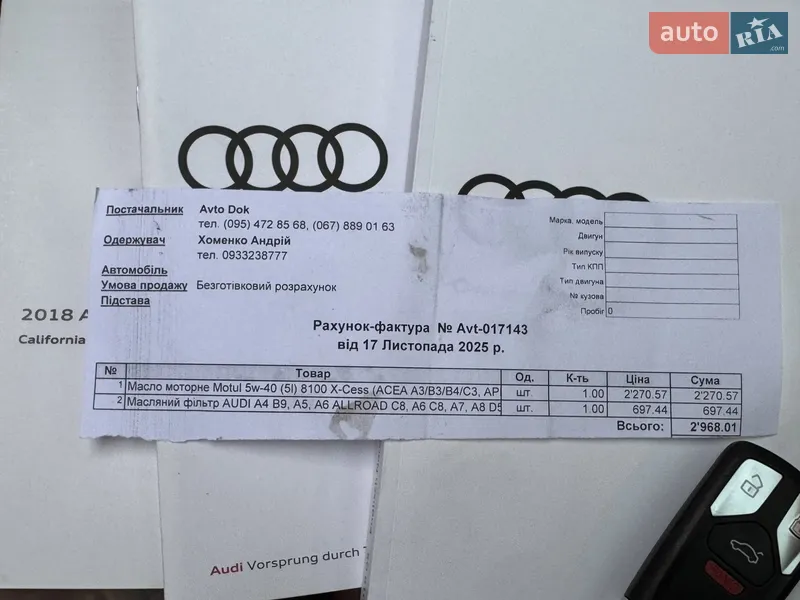 auto RIA .com
Постачальник Avto Dok
тел. (095) 472 85 68, (067) 889 01 63
Одержувач Хоменко Андрій
тел. 0933238777
Автомобіль
Умова продажу Безготівковий розрахунок
Підстава
Марка, модель
Двигун
Рік випуску
Тип КПП
Тип двигуна
№ кузова
Пробіг 0
2018 A
California
Рахунок-фактура № Avt-017143
від 17 Листопада 2025 р.
№ Товар Од. К-ть Ціна Сума
1 Масло моторне Motul 5w-40 (5l) 8100 X-Cess (ACEA A3/B3/B4/C3, AP шт. 1.00 2'270.57 2'270.57
2 Масляний фільтр AUDI A4 B9, A5, A6 ALLROAD C8, A6 C8, A7, A8 D5 шт. 1.00 697.44 697.44
Всього: 2'968.01
Audi Vorsprung durch